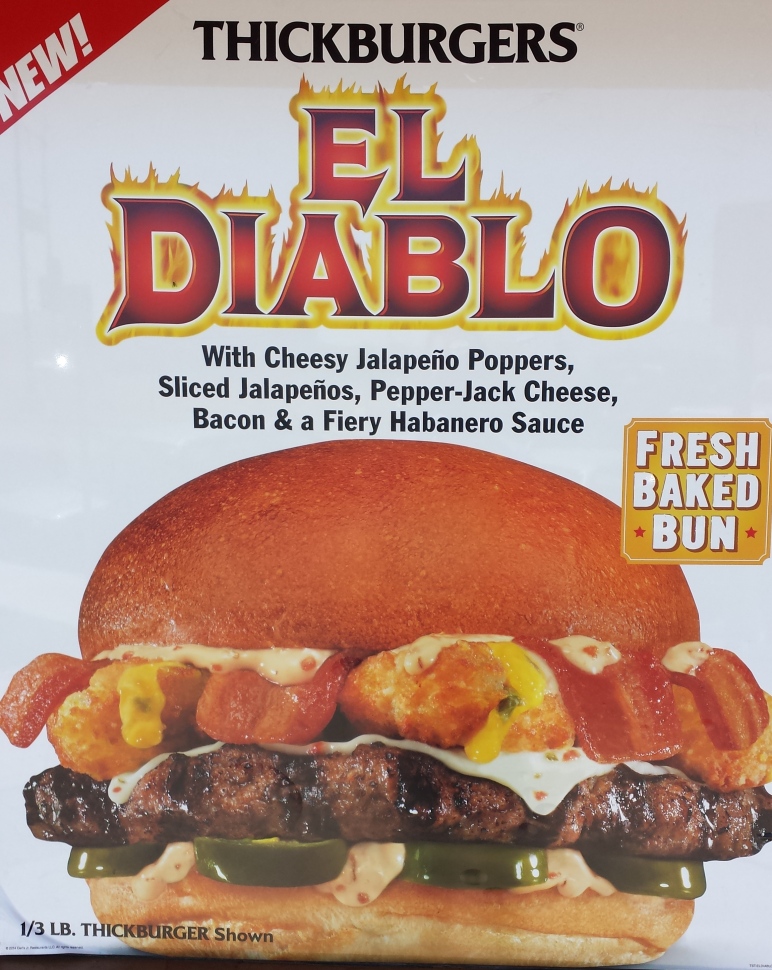 NEW!
THICKBURGERS®
EL
DIABLO
With Cheesy Jalapeño Poppers,
Sliced Jalapeños, Pepper-Jack Cheese,
Bacon & a Fiery Habanero Sauce
FRESH
BAKED
BUN
1/3 LB. THICKBURGER Shown